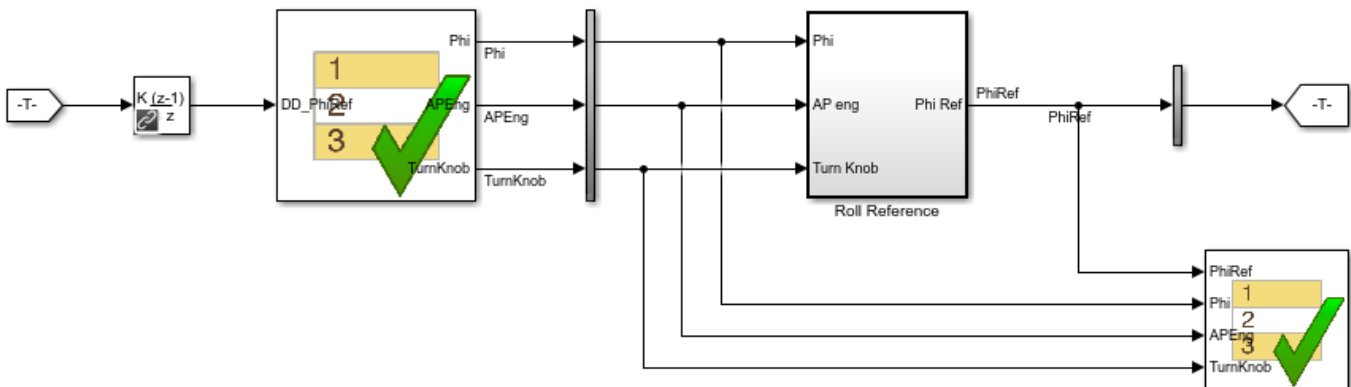 -T-
K (z-1)
z
DD_PhiRef
1
2
3
Phi
APEng
TurnKnob
Phi
APEng
TurnKnob
Phi
AP eng
Turn Knob
Phi Ref
Roll Reference
PhiRef
PhiRef
-T-
PhiRef
Phi
APEng
TurnKnob
1
2
3